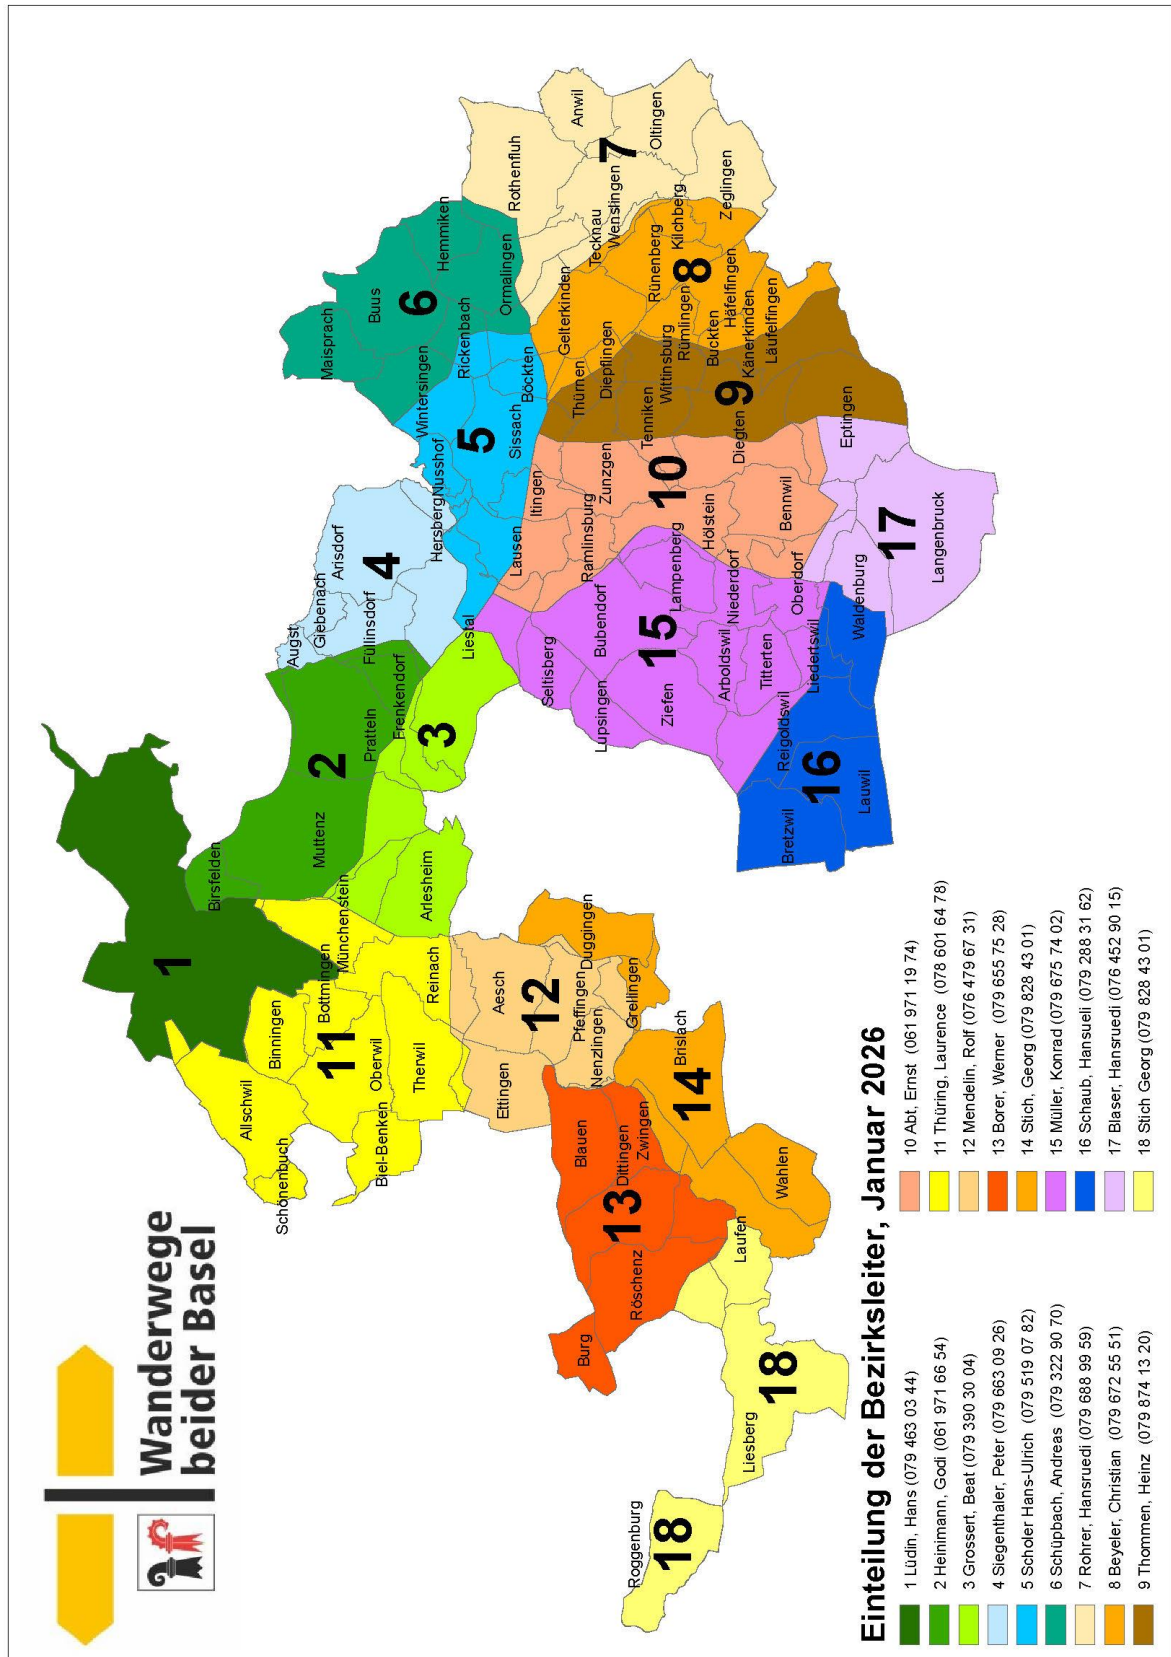 Wanderwege
beider Basel
1
2
3
4
5
6
7
8
9
10
11
12
13
14
15
16
17
18
18
Birsfelden
Muttenz
Pratteln
Frenkendorf
Augst
Giebenach
Füllinsdorf
Arisdorf
Hersberg
Nusshof
Wintersingen
Maisprach
Buus
Hemmiken
Rickenbach
Ormalingen
Rothenfluh
Anwil
Oltingen
Wenslingen
Tecknau
Zeglingen
Kilchberg
Rünenberg
Gelterkinden
Rümlingen
Häfelfingen
Buckten
Känerkinden
Läufelfingen
Wittinsburg
Diepflingen
Thürnen
Tenniken
Diegten
Eptingen
Böckten
Sissach
Itingen
Lausen
Liestal
Zunzgen
Ramlinsburg
Hölstein
Bennwil
Lampenberg
Niederdorf
Oberdorf
Bubendorf
Seltisberg
Lupsingen
Ziefen
Arboldswil
Titterten
Liedertswil
Reigoldswil
Bretzwil
Lauwil
Waldenburg
Langenbruck
Arlesheim
Münchenstein
Bottmingen
Binningen
Allschwil
Schönenbuch
Oberwil
Therwil
Biel-Benken
Reinach
Aesch
Ettingen
Pfeffingen
Duggingen
Nenzlingen
Grellingen
Brislach
Blauen
Dittingen
Zwingen
Wahlen
Laufen
Röschenz
Burg
Liesberg
Roggenburg
Einteilung der Bezirksleiter, Januar 2026
1 Lüdin, Hans (079 463 03 44)
2 Heinimann, Godi (061 971 66 54)
3 Grossert, Beat (079 390 30 04)
4 Siegenthaler, Peter (079 663 09 26)
5 Scholer Hans-Ulrich (079 519 07 82)
6 Schüpbach, Andreas (079 322 90 70)
7 Rohrer, Hansruedi (079 688 99 59)
8 Beyeler, Christian (079 672 55 51)
9 Thommen, Heinz (079 874 13 20)
10 Abt, Ernst (061 971 19 74)
11 Thüring, Laurence (078 601 64 78)
12 Mendelin, Rolf (076 479 67 31)
13 Borer, Werner (079 655 75 28)
14 Stich, Georg (079 828 43 01)
15 Müller, Konrad (079 675 74 02)
16 Schaub, Hansueli (079 288 31 62)
17 Bläser, Hansruedi (076 452 90 15)
18 Stich Georg (079 828 43 01)